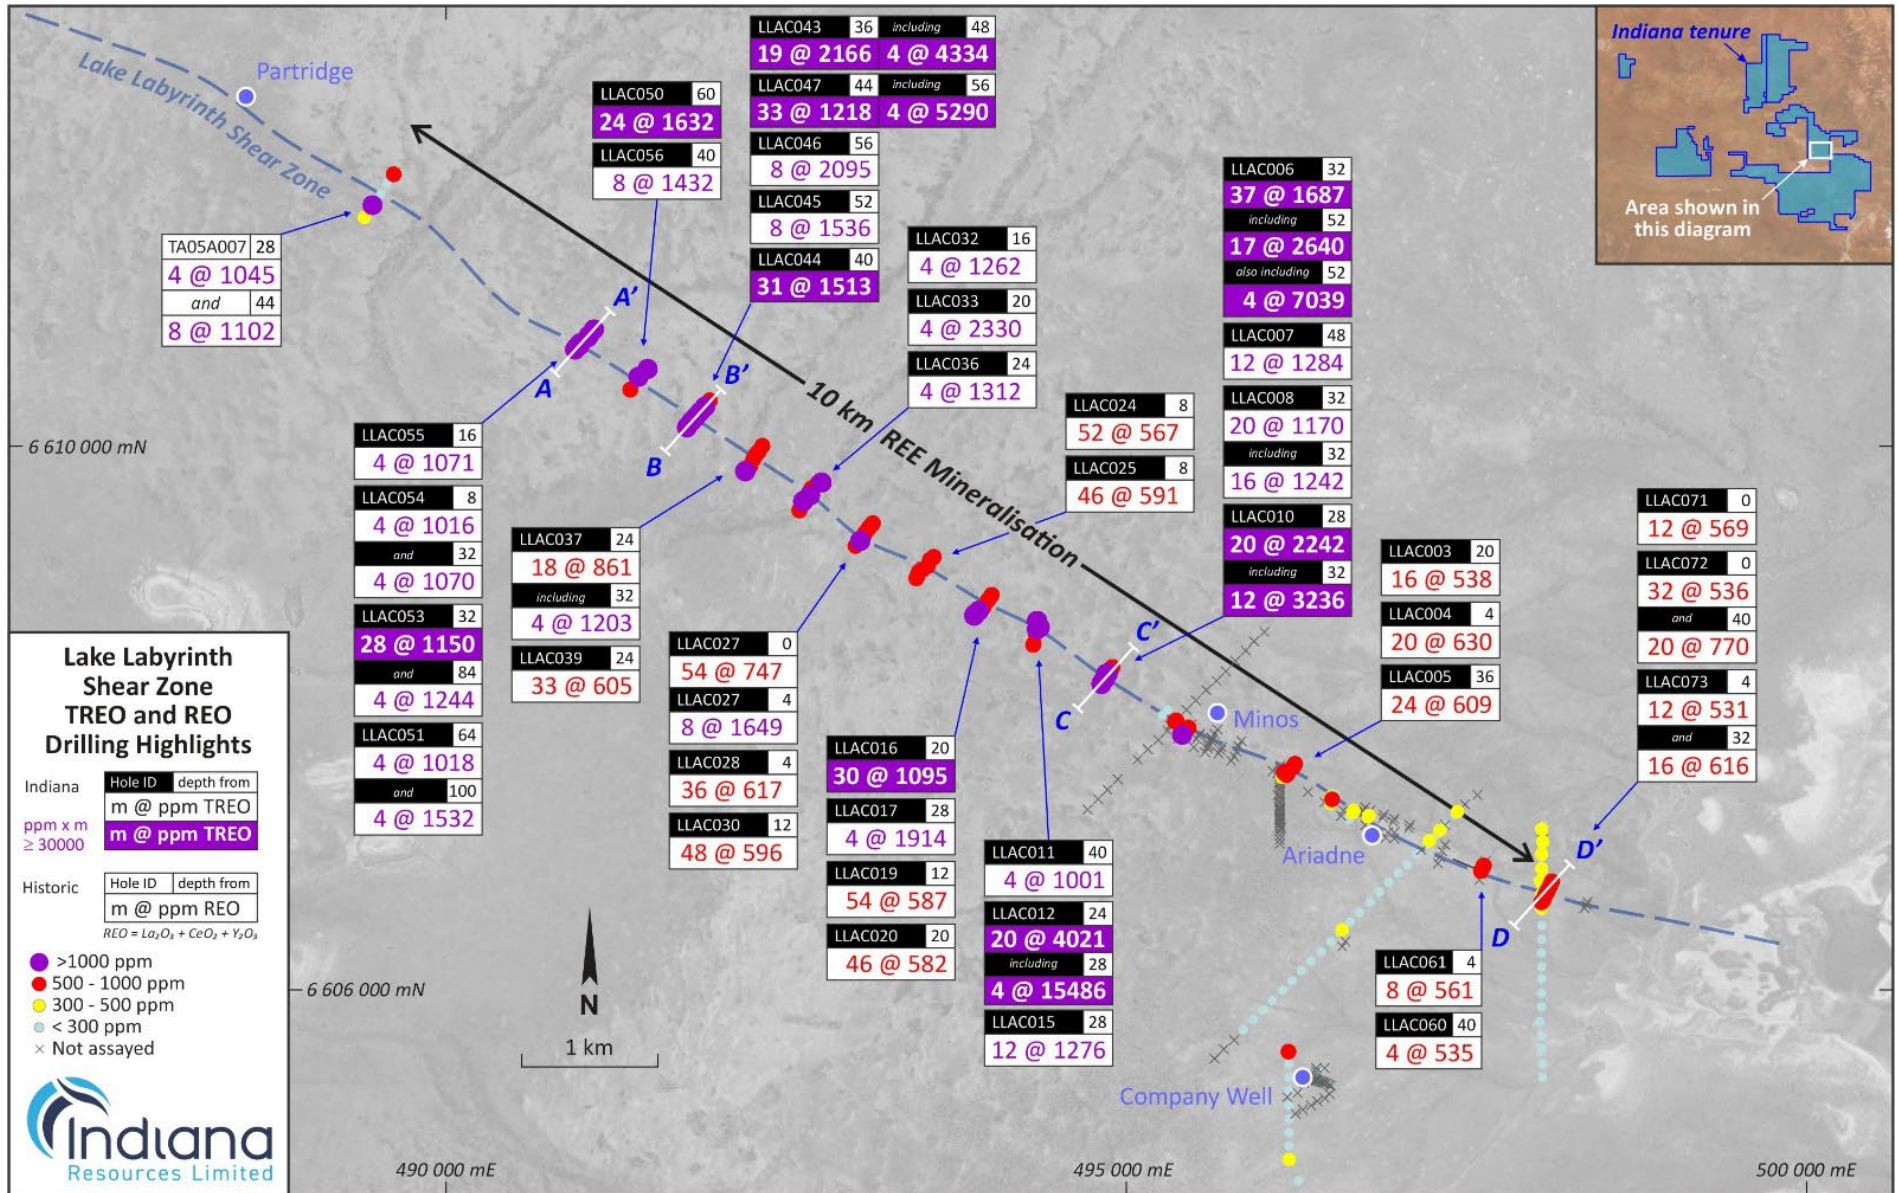 Lake Labyrinth Shear Zone
Partridge
TA05A007 28
4 @ 1045
and 44
8 @ 1102
LLAC050 60
24 @ 1632
LLAC056 40
8 @ 1432
LLAC043 36 including 48
19 @ 2166 4 @ 4334
LLAC047 44 including 56
33 @ 1218 4 @ 5290
LLAC046 56
8 @ 2095
LLAC045 52
8 @ 1536
LLAC044 40
31 @ 1513
LLAC032 16
4 @ 1262
LLAC033 20
4 @ 2330
LLAC036 24
4 @ 1312
LLAC024 8
52 @ 567
LLAC025 8
46 @ 591
LLAC006 32
37 @ 1687
including 52
17 @ 2640
also including 52
4 @ 7039
LLAC007 48
12 @ 1284
LLAC008 32
20 @ 1170
including 32
16 @ 1242
LLAC010 28
20 @ 2242
including 32
12 @ 3236
Indiana tenure
Area shown in
this diagram
A'
A
B'
B
10 km REE Mineralisation
C'
C
D'
D
6 610 000 mN
LLAC055 16
4 @ 1071
LLAC054 8
4 @ 1016
and 32
4 @ 1070
LLAC053 32
28 @ 1150
and 84
4 @ 1244
LLAC051 64
4 @ 1018
and 100
4 @ 1532
LLAC037 24
18 @ 861
including 32
4 @ 1203
LLAC039 24
33 @ 605
LLAC027 0
54 @ 747
LLAC027 4
8 @ 1649
LLAC028 4
36 @ 617
LLAC030 12
48 @ 596
LLAC016 20
30 @ 1095
LLAC017 28
4 @ 1914
LLAC019 12
54 @ 587
LLAC020 20
46 @ 582
LLAC011 40
4 @ 1001
LLAC012 24
20 @ 4021
including 28
4 @ 15486
LLAC015 28
12 @ 1276
LLAC003 20
16 @ 538
LLAC004 4
20 @ 630
LLAC005 36
24 @ 609
LLAC071 0
12 @ 569
LLAC072 0
32 @ 536
and 40
20 @ 770
LLAC073 4
12 @ 531
and 32
16 @ 616
LLAC061 4
8 @ 561
LLAC060 40
4 @ 535
Minos
Ariadne
Company Well
6 606 000 mN
N
1 km
490 000 mE
495 000 mE
500 000 mE
Lake Labyrinth
Shear Zone
TREO and REO
Drilling Highlights
Indiana
Hole ID depth from
m @ ppm TREO
ppm x m
≥ 30000
m @ ppm TREO
Historic
Hole ID depth from
m @ ppm REO
REO = La₂O₃ + CeO₂ + Y₂O₃
>1000 ppm
500 - 1000 ppm
300 - 500 ppm
< 300 ppm
Not assayed
Indiana
Resources Limited